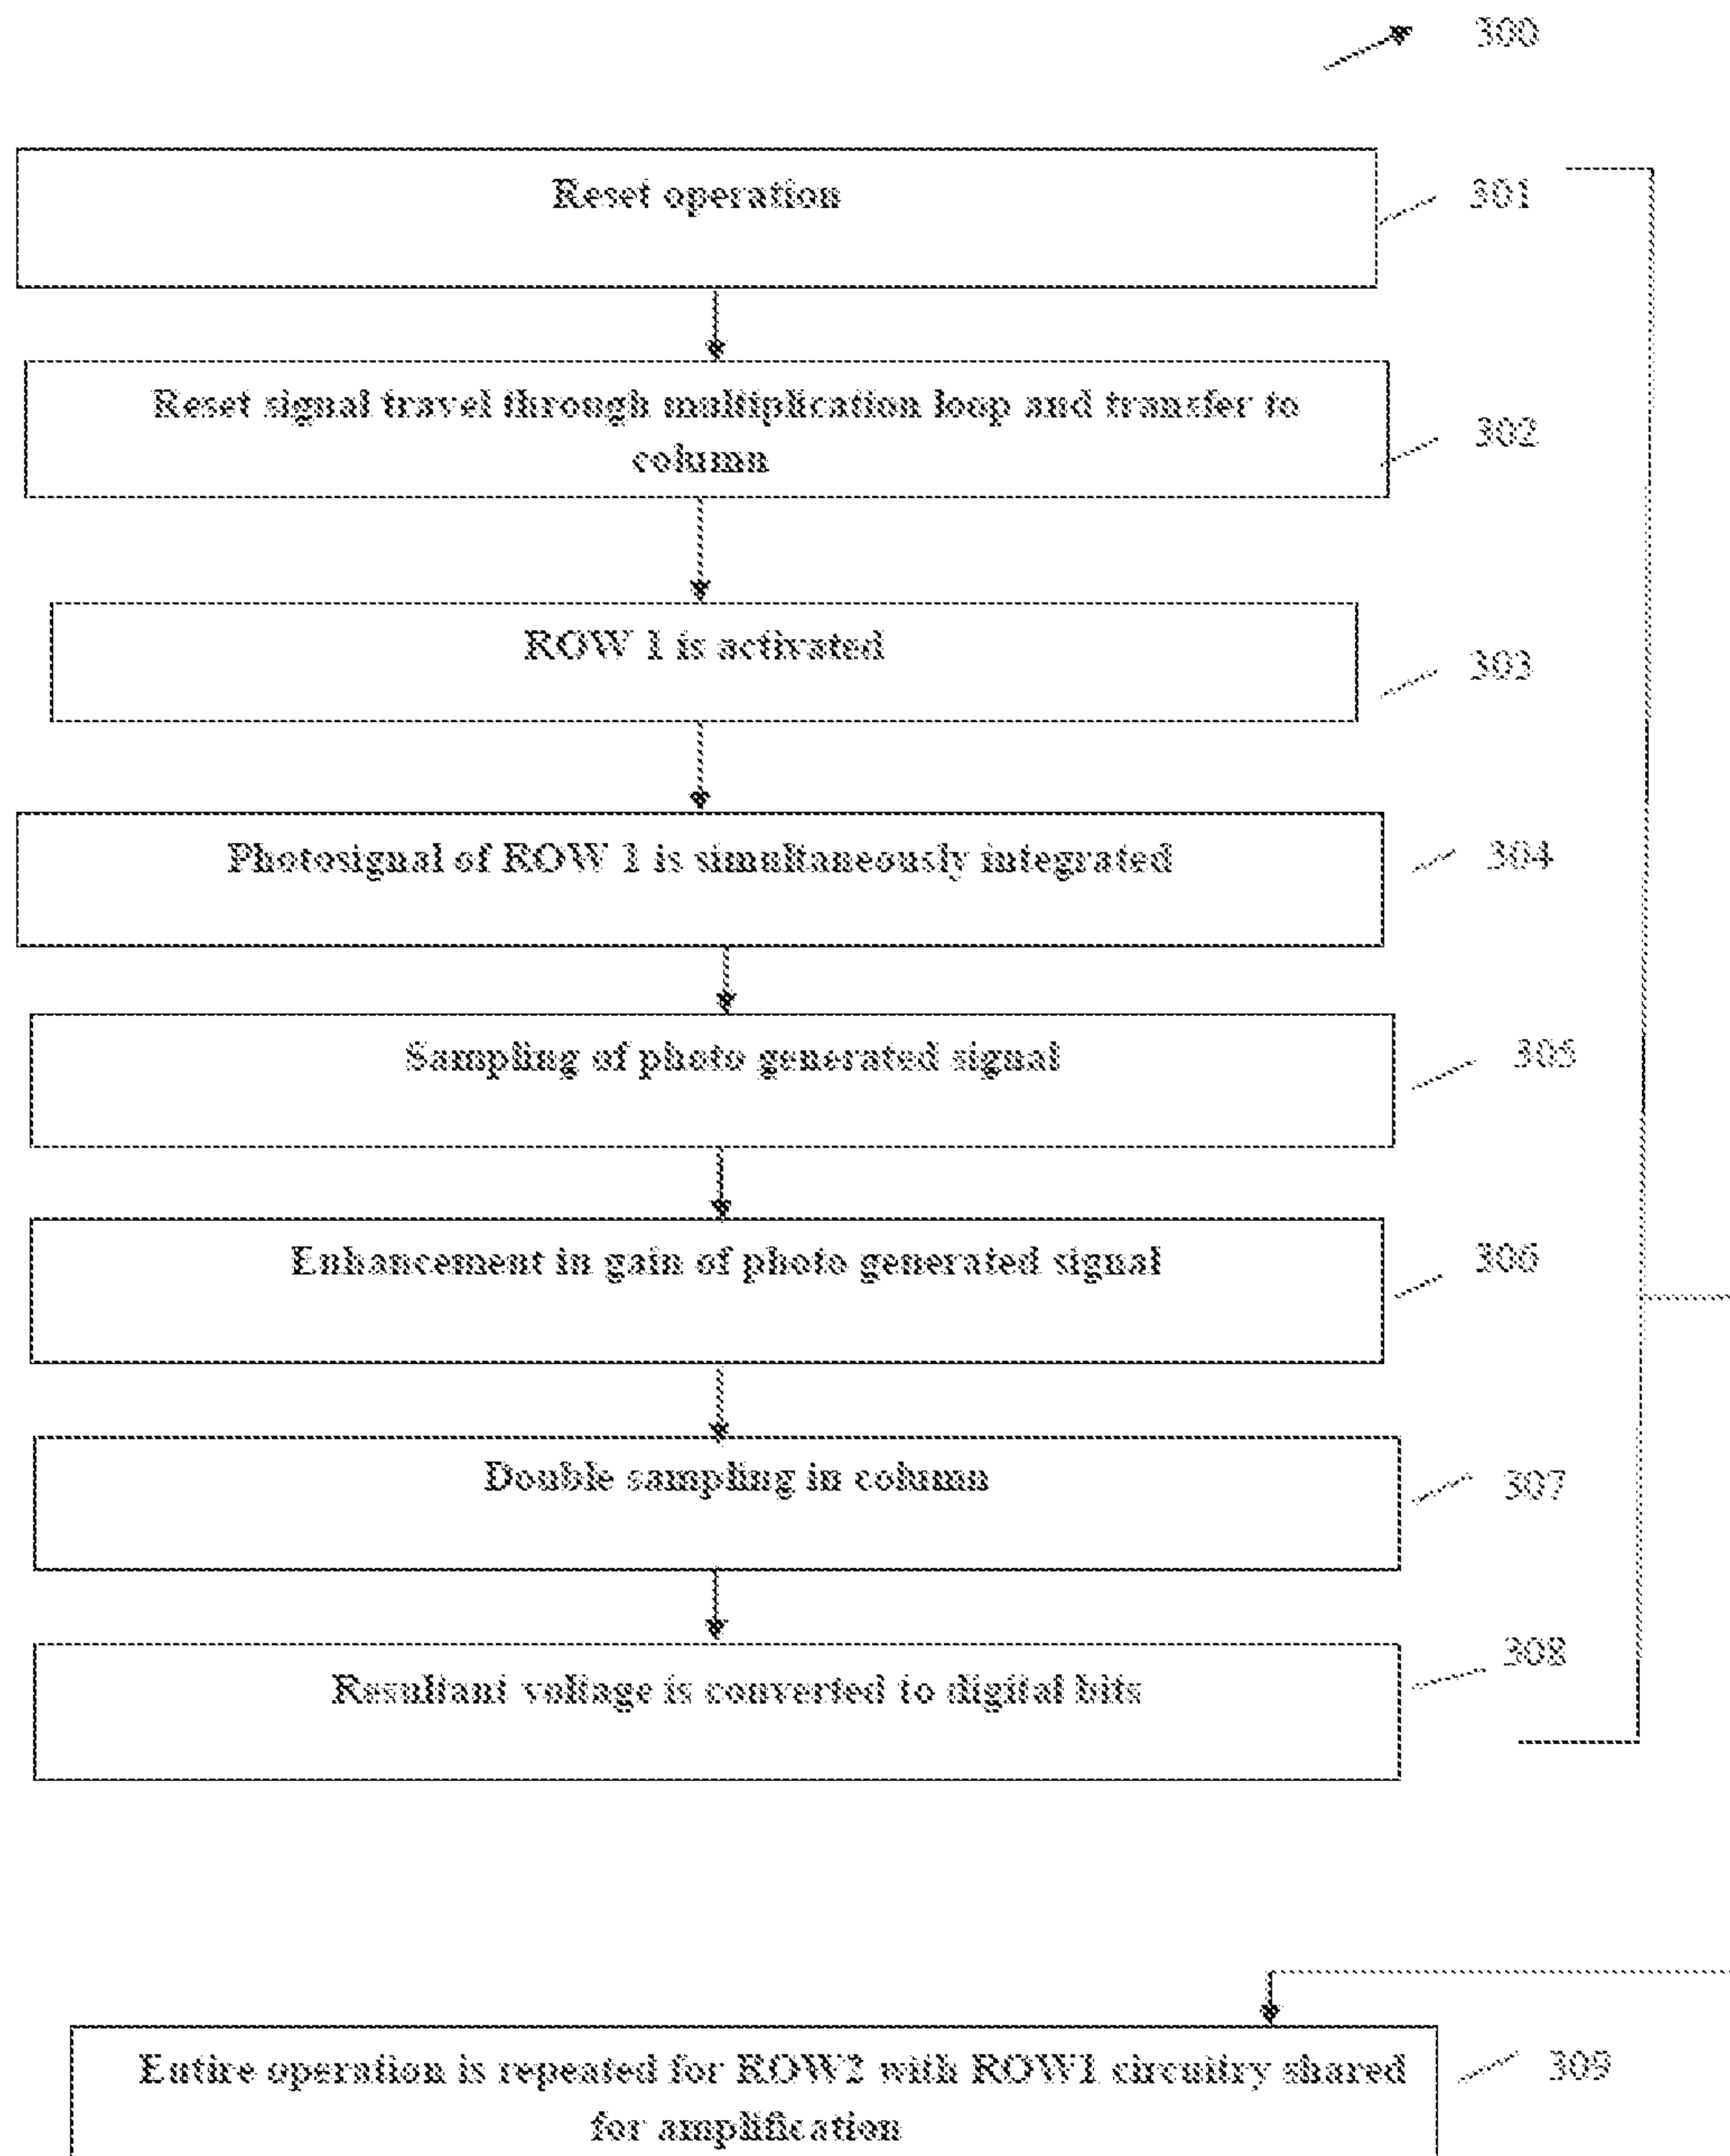 300
Reset operation
301
Reset signal travel through multiplication loop and transfer to
column
302
ROW 1 is activated
303
Photosignal of ROW 1 is simultaneously integrated
304
Sampling of photo generated signal
305
Enhancement in gain of photo generated signal
306
Double sampling in column
307
Resultant voltage is converted to digital bits
308
Entire operation is repeated for ROW2 with ROW1 circuitry shared
for amplification
309